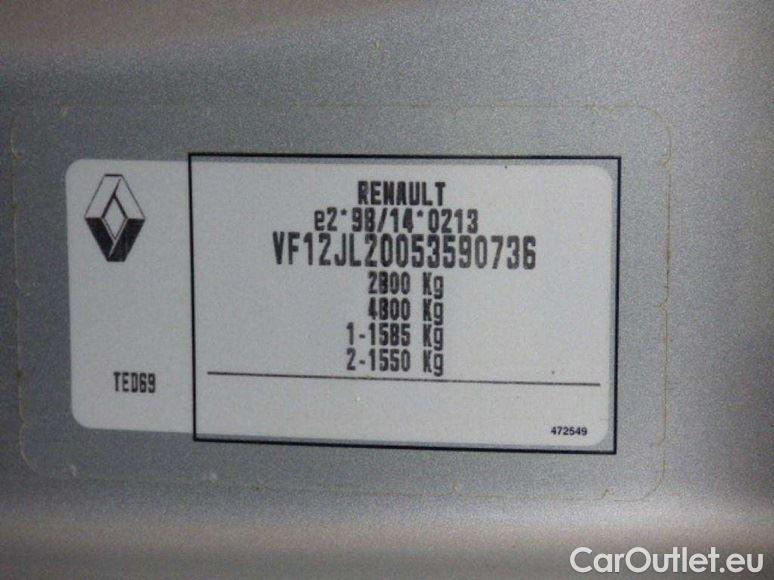 RENAULT
e2*98/14*0213
VF12JL20053590736
2800 Kg
4800 Kg
1-1585 Kg
2-1550 Kg
TED69
472549
CarOutlet.eu